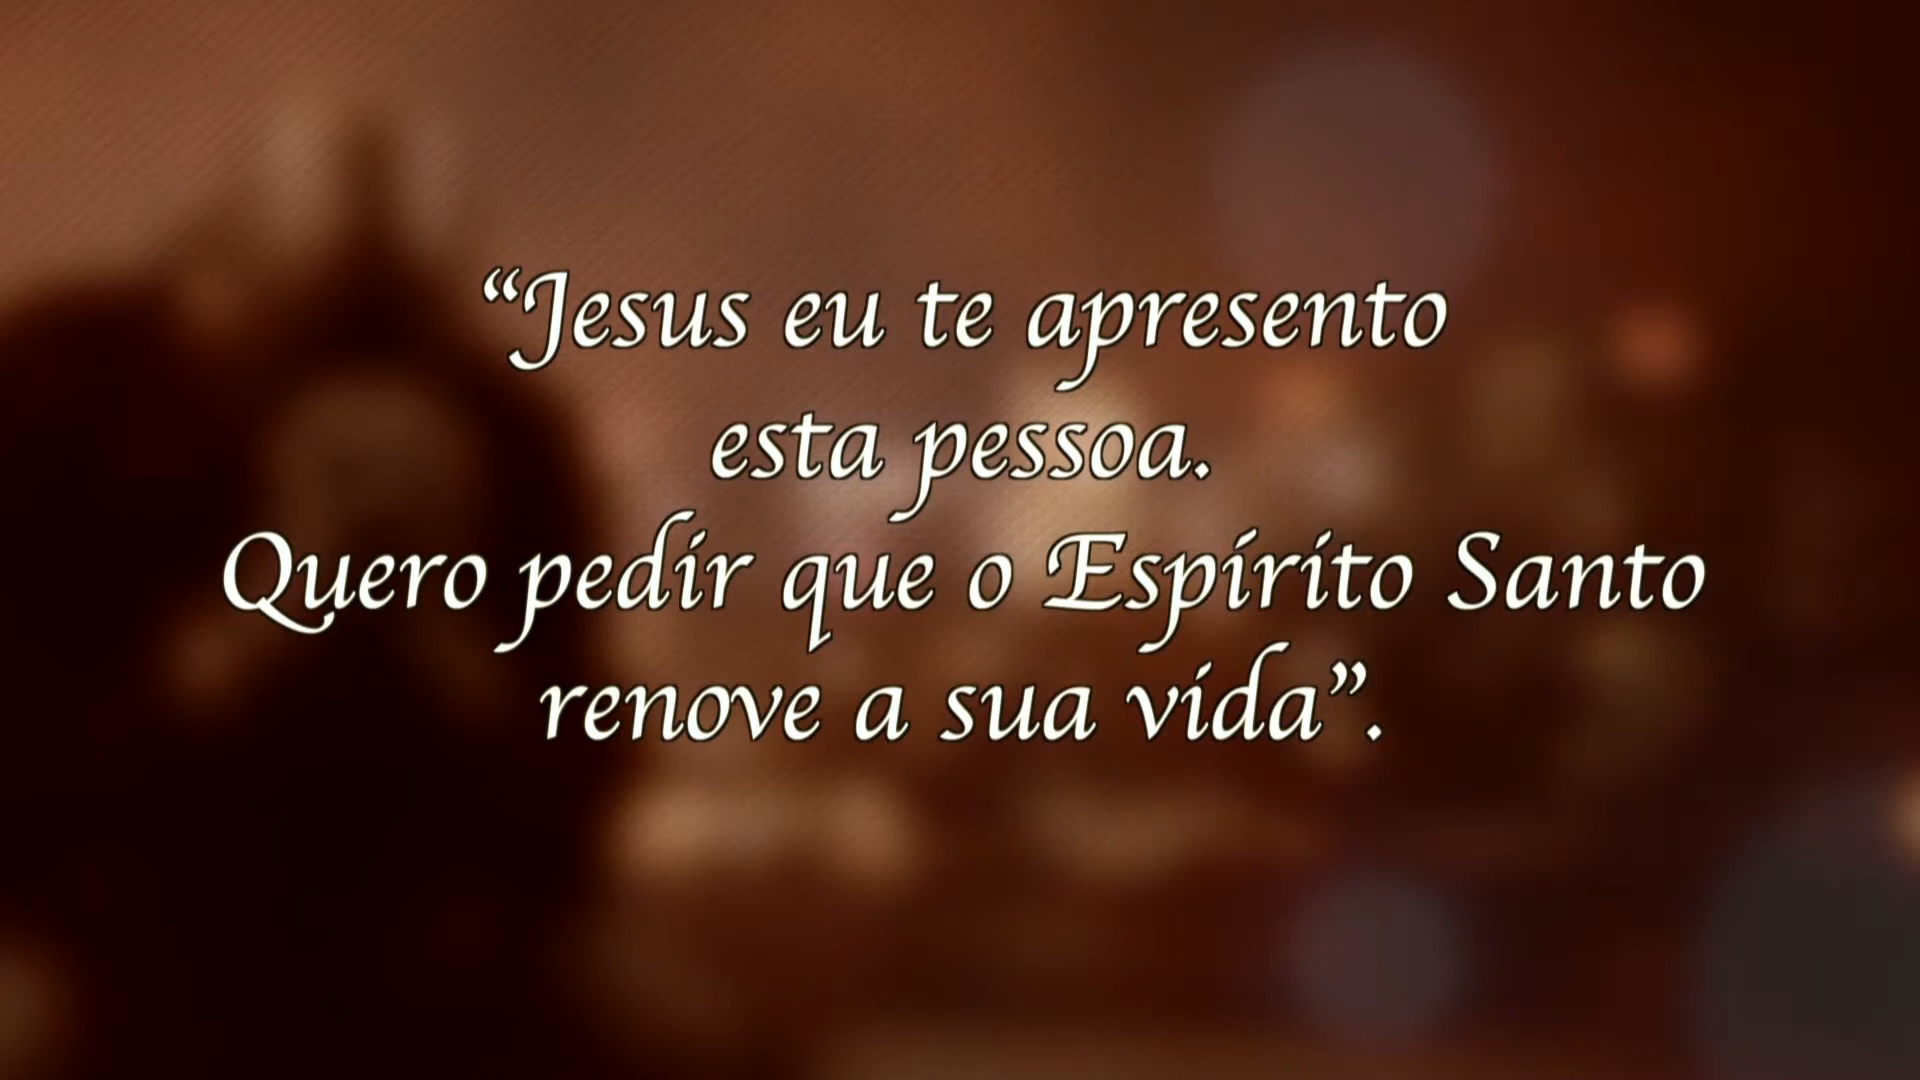 “Jesus eu te apresento
esta pessoa.
Quero pedir que o Espírito Santo
renove a sua vida”.